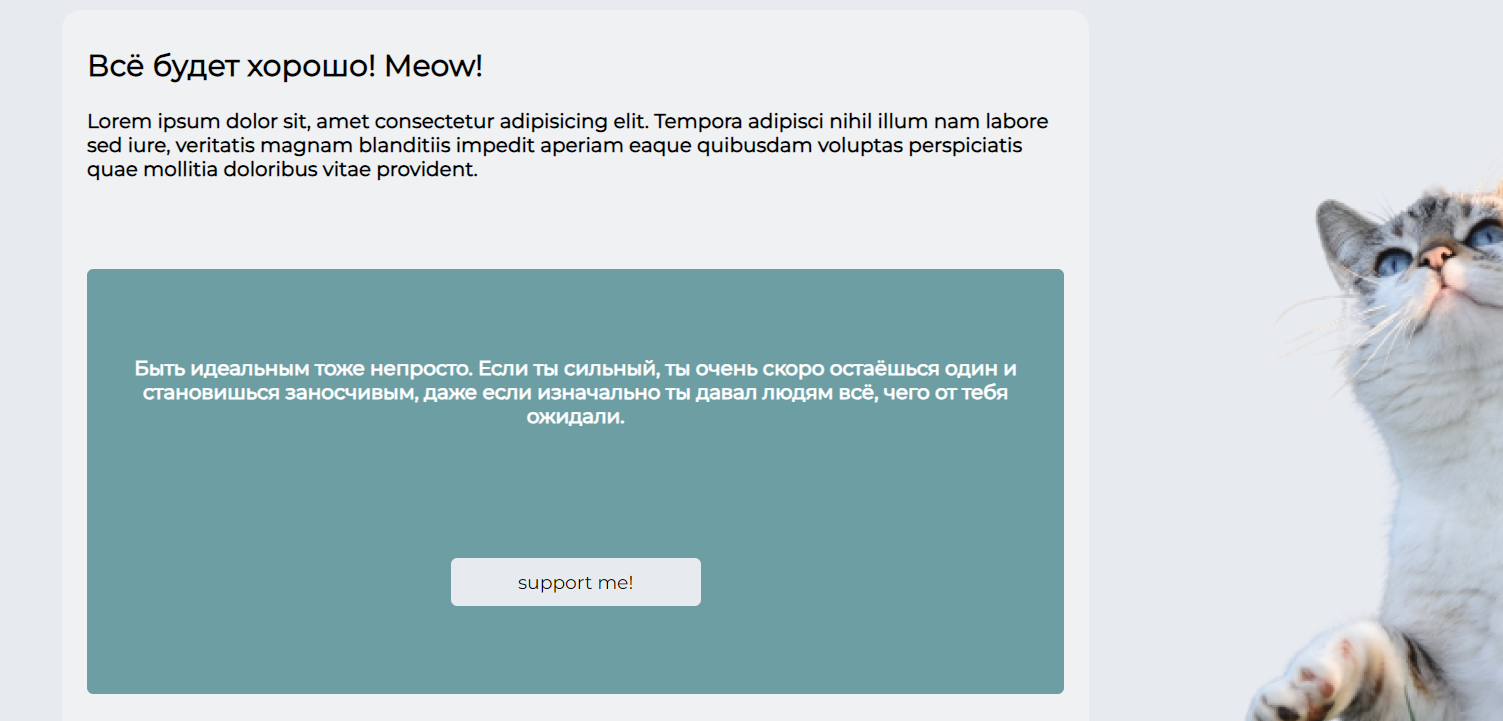 Всё будет хорошо! Meow!
Lorem ipsum dolor sit, amet consectetur adipisicing elit. Tempora adipisci nihil illum nam labore
sed iure, veritatis magnam blanditiis impedit aperiam eaque quibusdam voluptas perspiciatis
quae mollitia doloribus vitae provident.
Быть идеальным тоже непросто. Если ты сильный, ты очень скоро остаёшься один и
становишься заносчивым, даже если изначально ты давал людям всё, чего от тебя
ожидали.
support me!